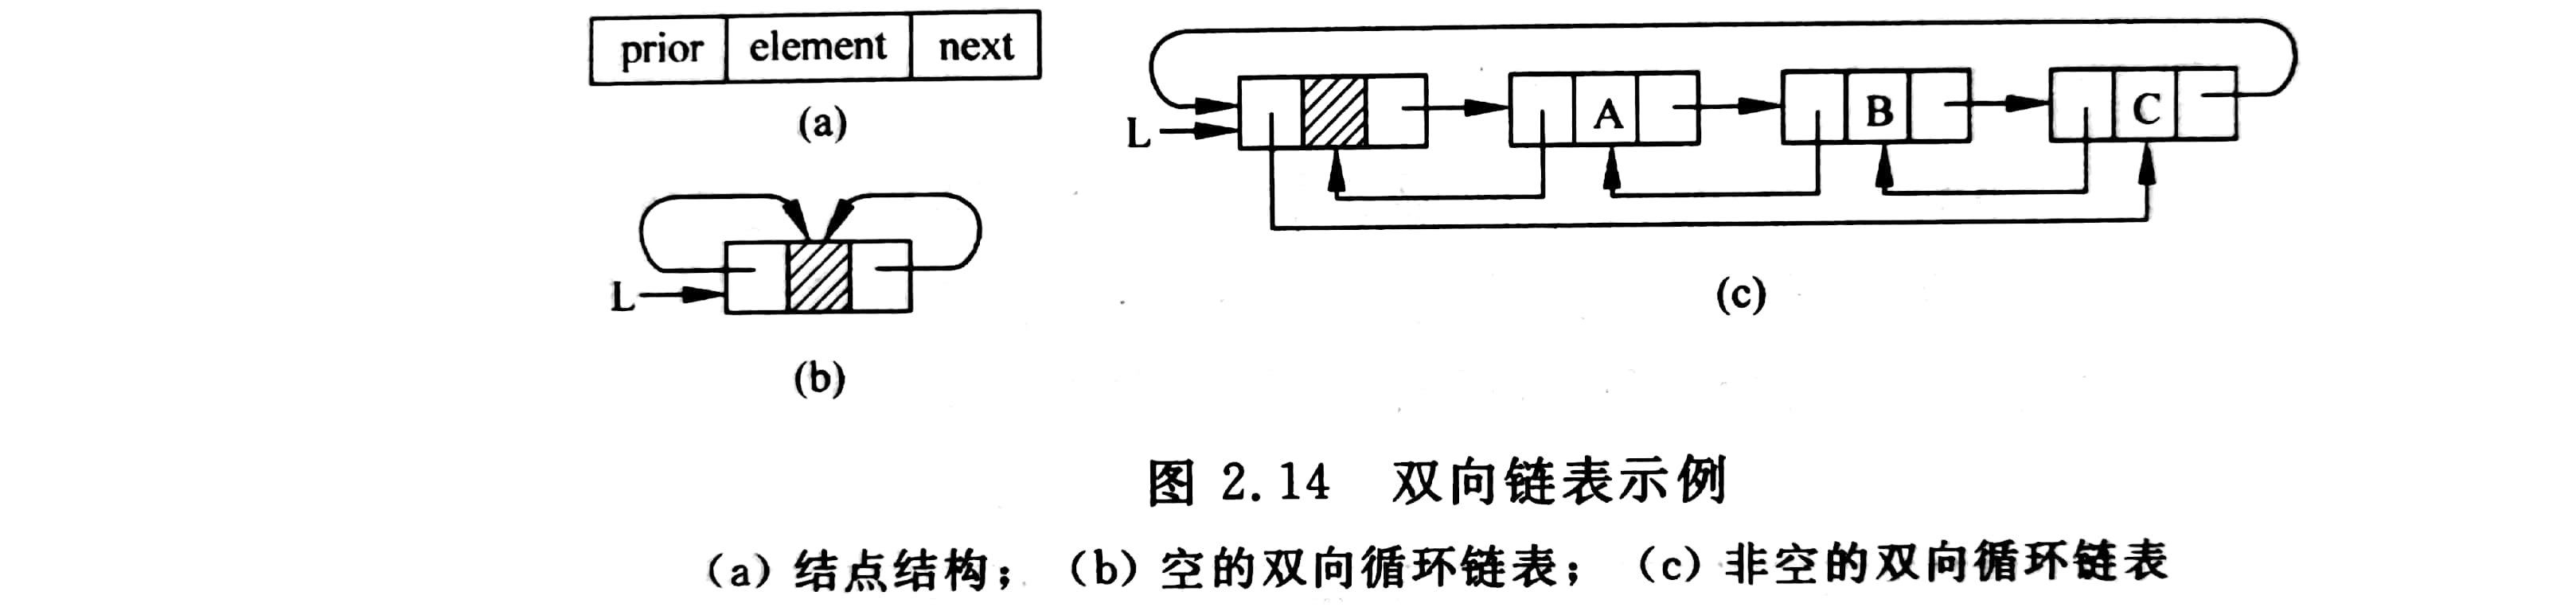 prior element next
(a)
L
(b)
L A B C
(c)
图 2.14 双向链表示例
(a) 结点结构； (b) 空的双向循环链表； (c) 非空的双向循环链表